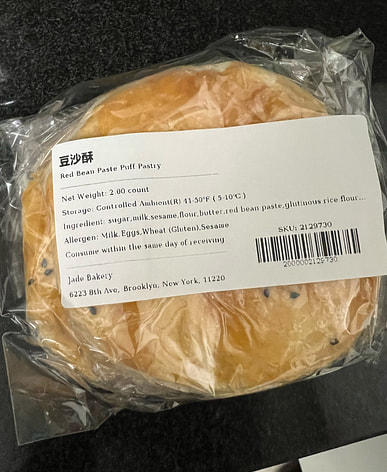 豆沙酥
Red Bean Paste Puff Pastry
Net Weight: 2.00 count
Storage: Controlled Ambient(R) 41-50°F ( 5-10°C )
Ingredient: sugar,milk,sesame,flour,butter,red bean paste,glutinous rice flour...
Allergen: Milk,Eggs,Wheat (Gluten),Sesame
Consume within the same day of receiving
SKU: 2129730
2000002129730
Jade Bakery
6223 8th Ave, Brooklyn, New York, 11220